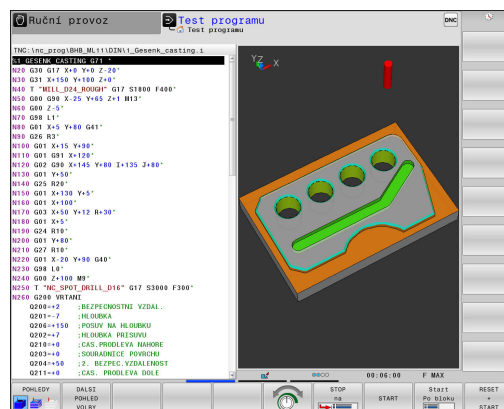 Ruční provoz
Test programu
Test programu
DNC
TNC:\nc_prog\BHB_ML11\DIN\1_Gesenk_casting.i
%1_GESENK_CASTING G71 *
N20 G30 G17 X+0 Y+0 Z-20*
N30 G31 X+150 Y+100 Z+0*
N40 T "MILL_D24_ROUGH" G17 S1800 F400*
N50 G00 G90 X-25 Y+65 Z+1 M13*
N60 G00 Z-5*
N70 G98 L1*
N80 G01 X+5 Y+80 G41*
N90 G26 R3*
N100 G01 X+15 Y+90*
N110 G01 G91 X+120*
N120 G02 G90 X+145 Y+80 I+135 J+80*
N130 G01 Y+50*
N140 G25 R20*
N150 G01 X+130 Y+5*
N160 G01 X+100*
N170 G03 X+50 Y+12 R+30*
N180 G01 X+5*
N190 G24 R10*
N200 G01 Y+80*
N210 G27 R10*
N220 G01 X-20 Y+90 G40*
N230 G98 L0*
N240 G00 Z+100 M9*
N250 T "NC_SPOT_DRILL_D16" G17 S3000 F300*
N260 G200 VRTANI
Q200=+2 ;BEZPECNOSTNI VZDAL.
Q201=-7 ;HLOUBKA
Q206=+150 ;POSUV NA HLOUBKU
Q202=+7 ;HLOUBKA PRISUVU
Q210=+0 ;CAS.PRODLEVA NAHORE
Q203=+0 ;SOURADNICE POVRCHU
Q204=+50 ;2. BEZPEC.VZDALENOST
Q211=+0 ;CAS. PRODLEVA DOLE
YZ X
00:06:00 F MAX
POHLEDY
DALSI
POHLED
VOLBY
STOP
na
START
Start
Po bloku
RESET
+
START